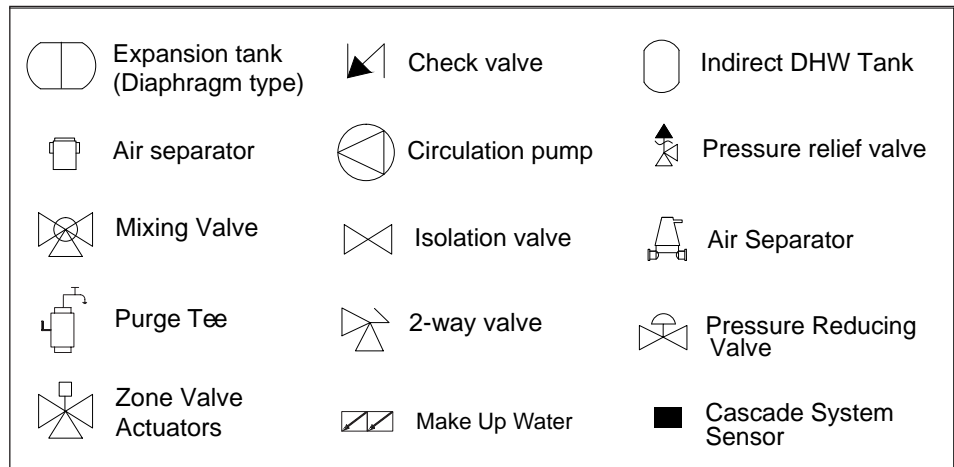 Expansion tank
(Diaphragm type)
Check valve
Indirect DHW Tank
Air separator
Circulation pump
Pressure relief valve
Mixing Valve
Isolation valve
Air Separator
Purge Tee
2-way valve
Pressure Reducing
Valve
Zone Valve
Actuators
Make Up Water
Cascade System
Sensor